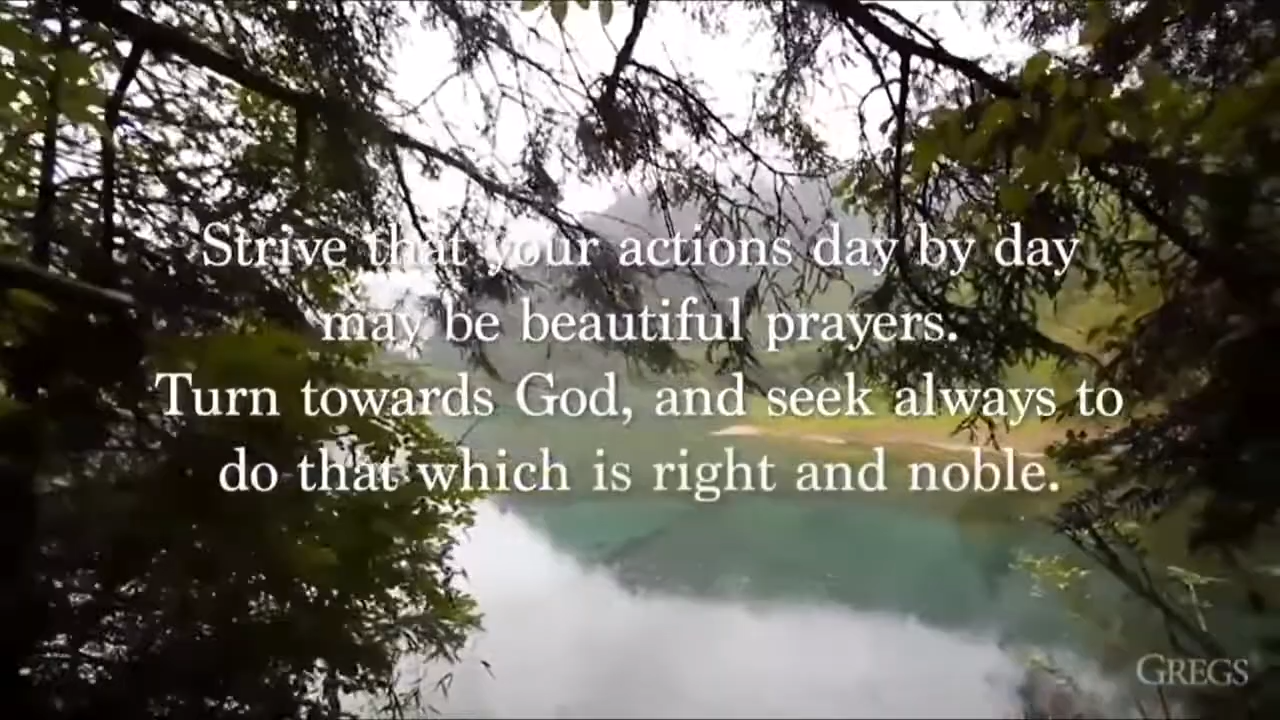 Strive that your actions day by day
may be beautiful prayers.
Turn towards God, and seek always to
do that which is right and noble.
GREGS